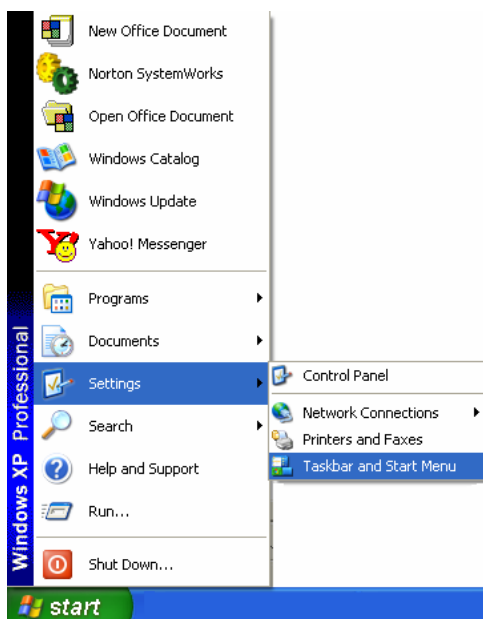 New Office Document
Norton SystemWorks
Open Office Document
Windows Catalog
Windows Update
Yahoo! Messenger
Programs
Documents
Settings
Search
Help and Support
Run...
Shut Down...
Control Panel
Network Connections
Printers and Faxes
Taskbar and Start Menu
Windows XP Professional
start